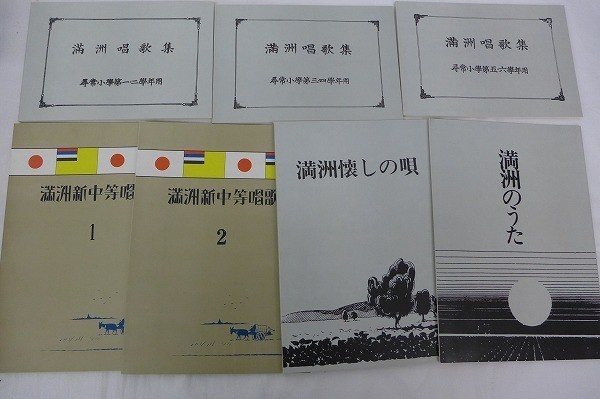 滿洲唱歌集
尋常小學第一・二學年用
滿洲唱歌集
尋常小學第三・四學年用
滿洲唱歌集
尋常小學第五・六學年用
滿洲新中等唱
1
滿洲新中等唱歌
2
満洲懐しの唄
満洲のうた